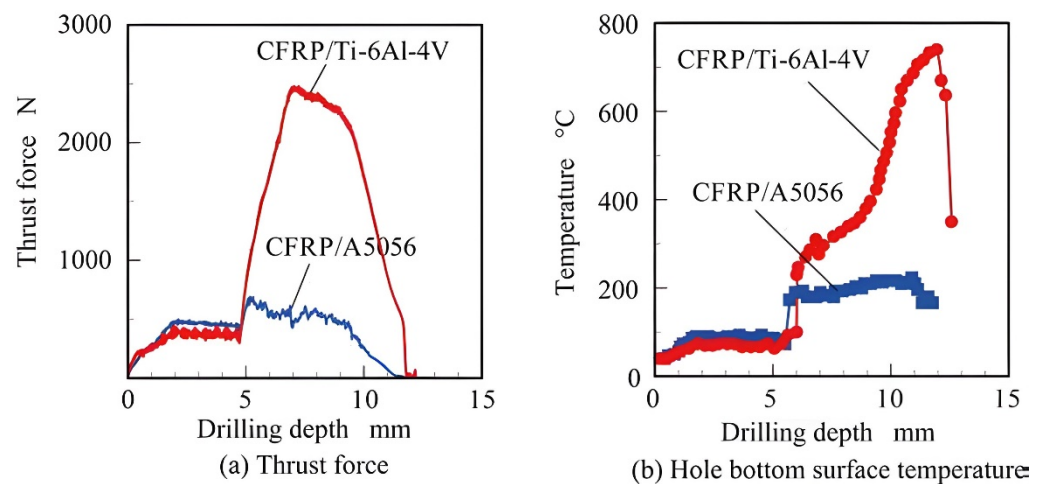 3000
2000
1000
0
Thrust force N
CFRP/Ti-6Al-4V
CFRP/A5056
0
5
10
15
Drilling depth mm
(a) Thrust force
800
600
400
200
0
Temperature °C
CFRP/Ti-6Al-4V
CFRP/A5056
0
5
10
15
Drilling depth mm
(b) Hole bottom surface temperature